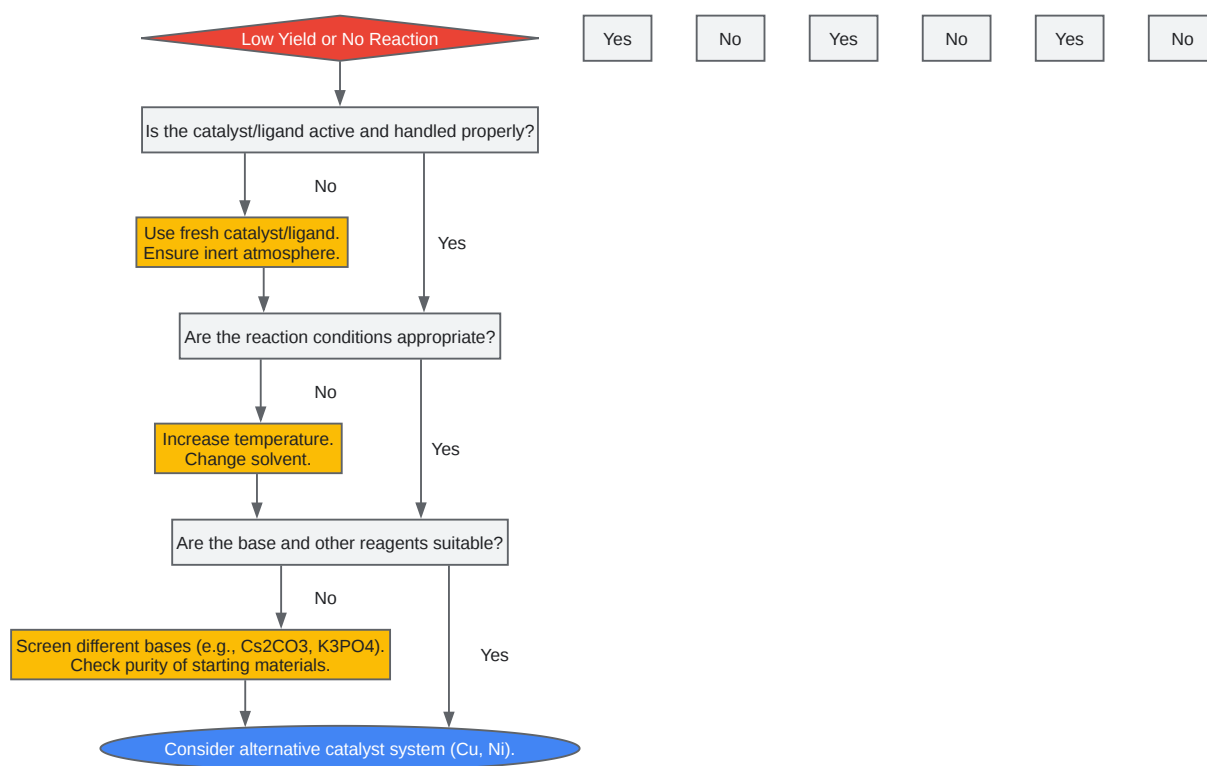 Low Yield or No Reaction
Yes
No
Yes
No
Yes
No
Is the catalyst/ligand active and handled properly?
No
Use fresh catalyst/ligand.
Ensure inert atmosphere.
Yes
Are the reaction conditions appropriate?
No
Increase temperature.
Change solvent.
Yes
Are the base and other reagents suitable?
No
Screen different bases (e.g., Cs2CO3, K3PO4).
Check purity of starting materials.
Yes
Consider alternative catalyst system (Cu, Ni).